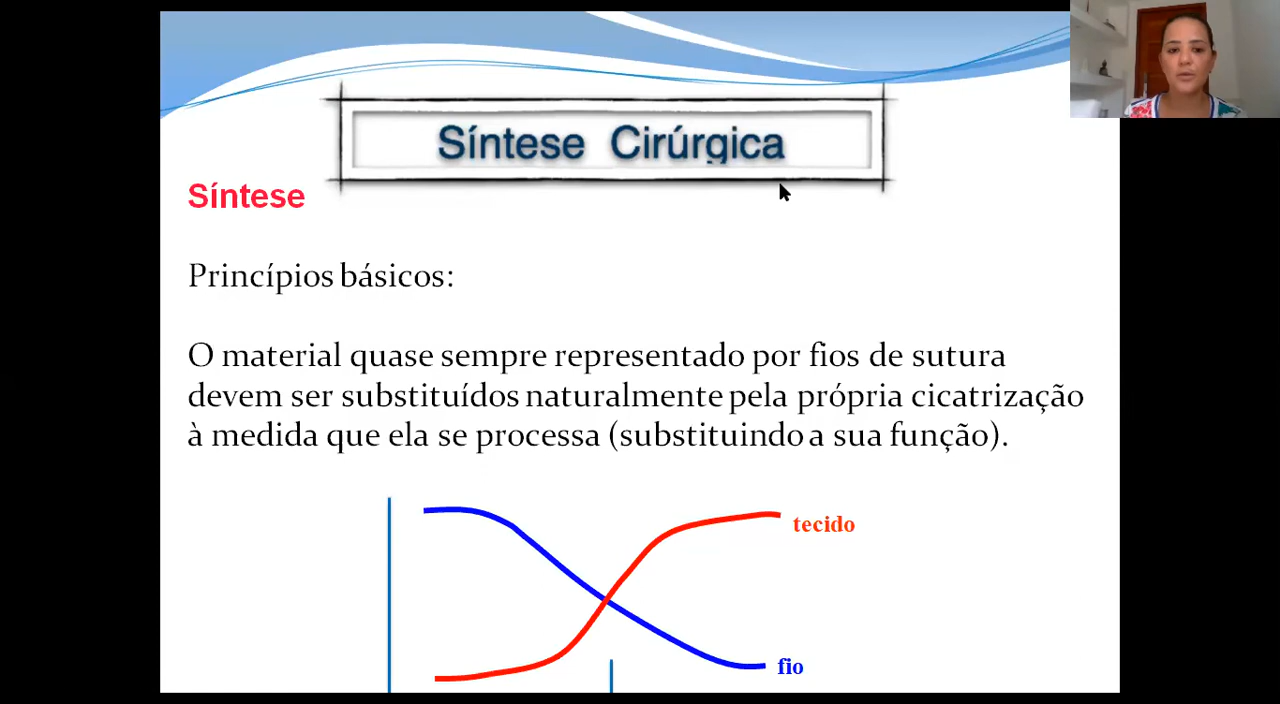 Síntese Cirúrgica
Síntese
Princípios básicos:
O material quase sempre representado por fios de sutura
devem ser substituídos naturalmente pela própria cicatrização
à medida que ela se processa (substituindo a sua função).
tecido
fio